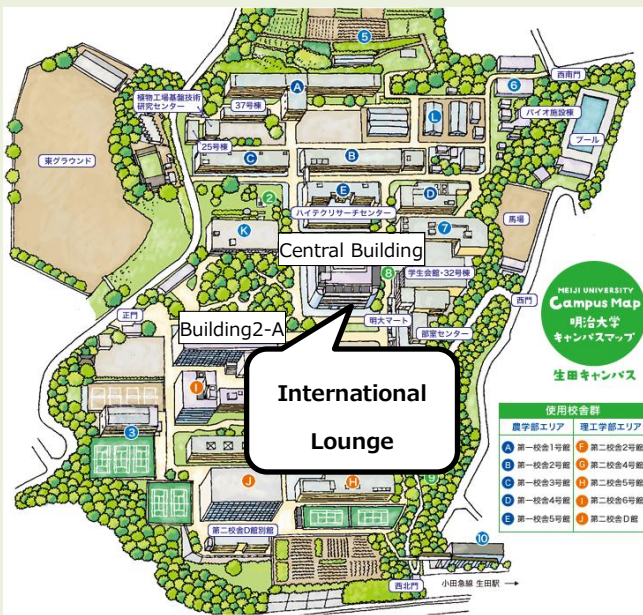 5
A
6
西南門
植物工場基盤技術
研究センター
37号棟
L
バイオ施設棟
プール
東グラウンド
25号棟
C
B
2
E
D
ハイテクリサーチセンター
馬場
K
7
Central Building
8
学生会館・32号棟
正門
西門
明大マート
部室センター
MEIJI UNIVERSITY
Campus Map
明治大学
キャンパスマップ
生田キャンパス
Building2-A
International
Lounge
I
3
使用校舎群
農学部エリア 理工学部エリア
A 第一校舎1号館 F 第二校舎2号館
B 第一校舎2号館 G 第二校舎4号館
C 第一校舎3号館 H 第二校舎5号館
D 第一校舎4号館 I 第二校舎6号館
E 第一校舎5号館 J 第二校舎D館
J
H
9
第二校舎D館別館
10
西北門
小田急線 生田駅 →